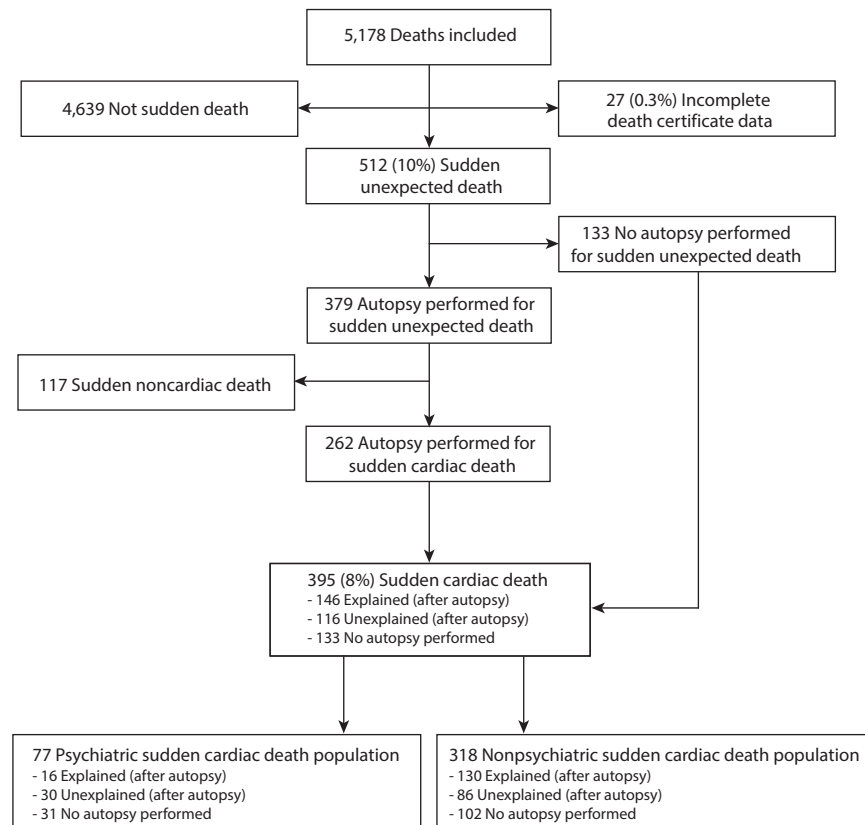 5,178 Deaths included
4,639 Not sudden death
27 (0.3%) Incomplete
death certificate data
512 (10%) Sudden
unexpected death
133 No autopsy performed
for sudden unexpected death
379 Autopsy performed for
sudden unexpected death
117 Sudden noncardiac death
262 Autopsy performed for
sudden cardiac death
395 (8%) Sudden cardiac death
- 146 Explained (after autopsy)
- 116 Unexplained (after autopsy)
- 133 No autopsy performed
77 Psychiatric sudden cardiac death population
- 16 Explained (after autopsy)
- 30 Unexplained (after autopsy)
- 31 No autopsy performed
318 Nonpsychiatric sudden cardiac death population
- 130 Explained (after autopsy)
- 86 Unexplained (after autopsy)
- 102 No autopsy performed